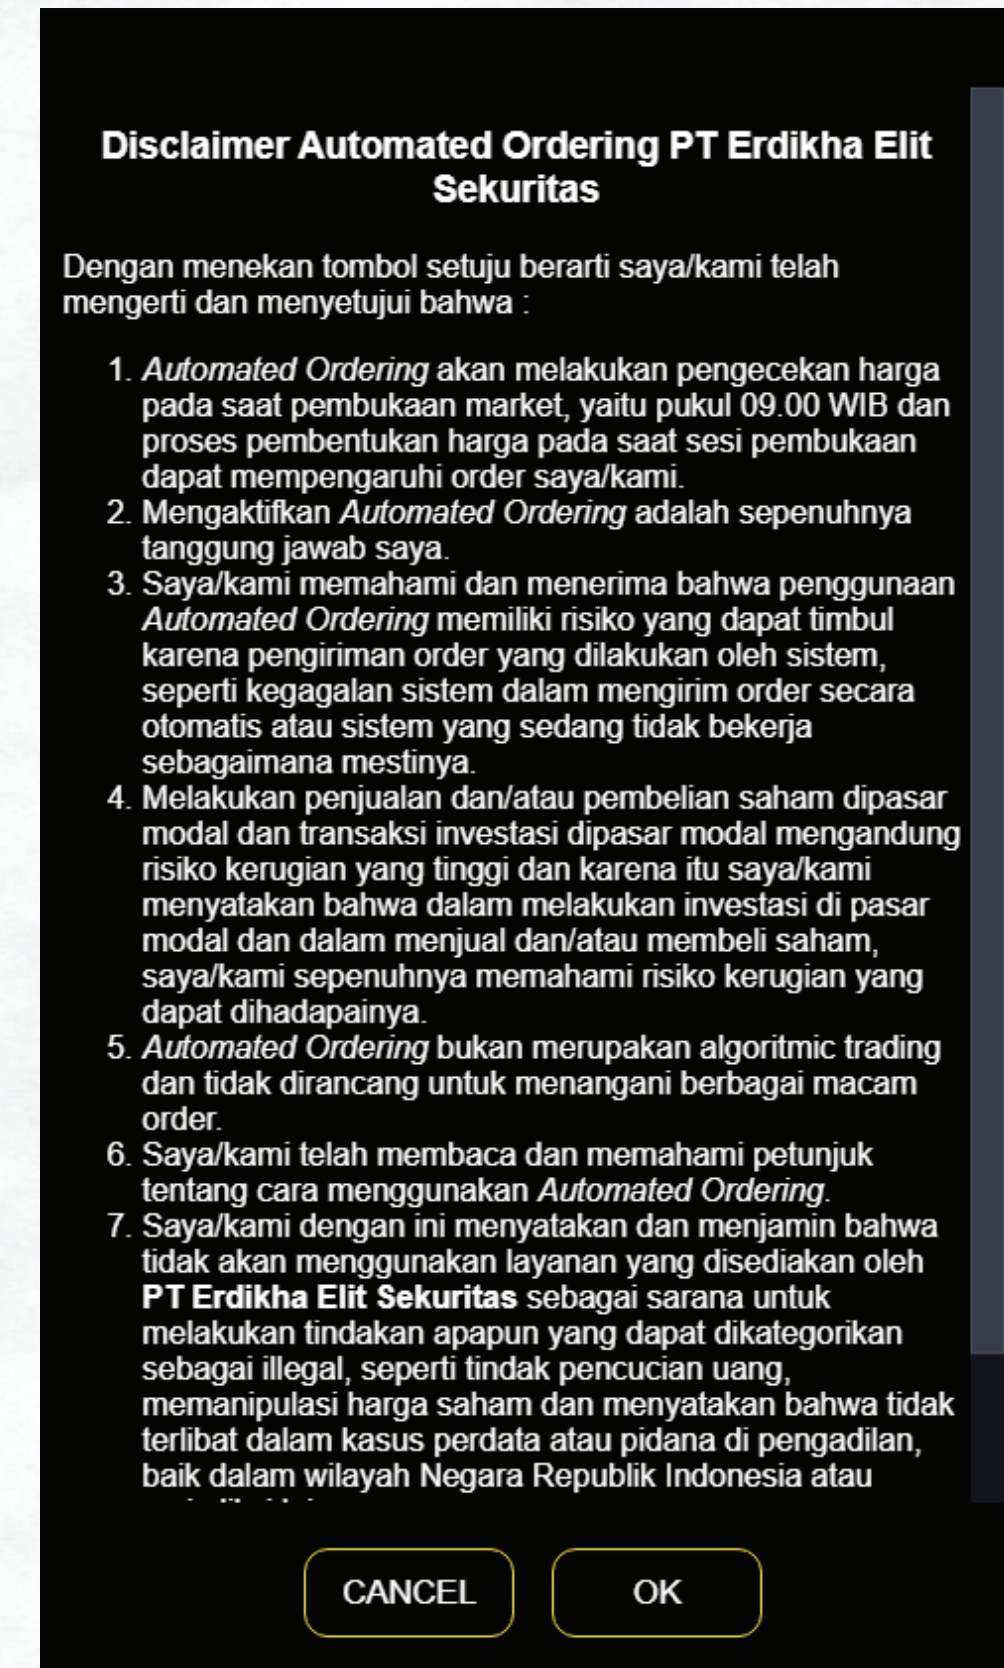 Disclaimer Automated Ordering PT Erdikha Elit
Sekuritas
Dengan menekan tombol setuju berarti saya/kami telah
mengerti dan menyetujui bahwa :
1. Automated Ordering akan melakukan pengecekan harga
pada saat pembukaan market, yaitu pukul 09.00 WIB dan
proses pembentukan harga pada saat sesi pembukaan
dapat mempengaruhi order saya/kami.
2. Mengaktifkan Automated Ordering adalah sepenuhnya
tanggung jawab saya.
3. Saya/kami memahami dan menerima bahwa penggunaan
Automated Ordering memiliki risiko yang dapat timbul
karena pengiriman order yang dilakukan oleh sistem,
seperti kegagalan sistem dalam mengirim order secara
otomatis atau sistem yang sedang tidak bekerja
sebagaimana mestinya.
4. Melakukan penjualan dan/atau pembelian saham dipasar
modal dan transaksi investasi dipasar modal mengandung
risiko kerugian yang tinggi dan karena itu saya/kami
menyatakan bahwa dalam melakukan investasi di pasar
modal dan dalam menjual dan/atau membeli saham,
saya/kami sepenuhnya memahami risiko kerugian yang
dapat dihadapainya.
5. Automated Ordering bukan merupakan algoritmic trading
dan tidak dirancang untuk menangani berbagai macam
order.
6. Saya/kami telah membaca dan memahami petunjuk
tentang cara menggunakan Automated Ordering.
7. Saya/kami dengan ini menyatakan dan menjamin bahwa
tidak akan menggunakan layanan yang disediakan oleh
PT Erdikha Elit Sekuritas sebagai sarana untuk
melakukan tindakan apapun yang dapat dikategorikan
sebagai illegal, seperti tindak pencucian uang,
memanipulasi harga saham dan menyatakan bahwa tidak
terlibat dalam kasus perdata atau pidana di pengadilan,
baik dalam wilayah Negara Republik Indonesia atau
CANCEL
OK